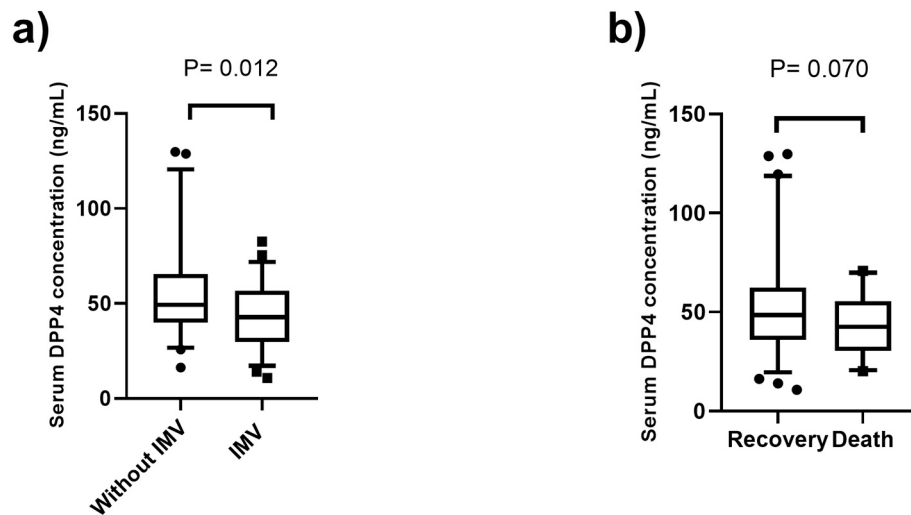 a)
P= 0.012
Serum DPP4 concentration (ng/mL)
150
100
50
0
Without IMV
IMV
b)
P= 0.070
Serum DPP4 concentration (ng/mL)
150
100
50
0
Recovery Death